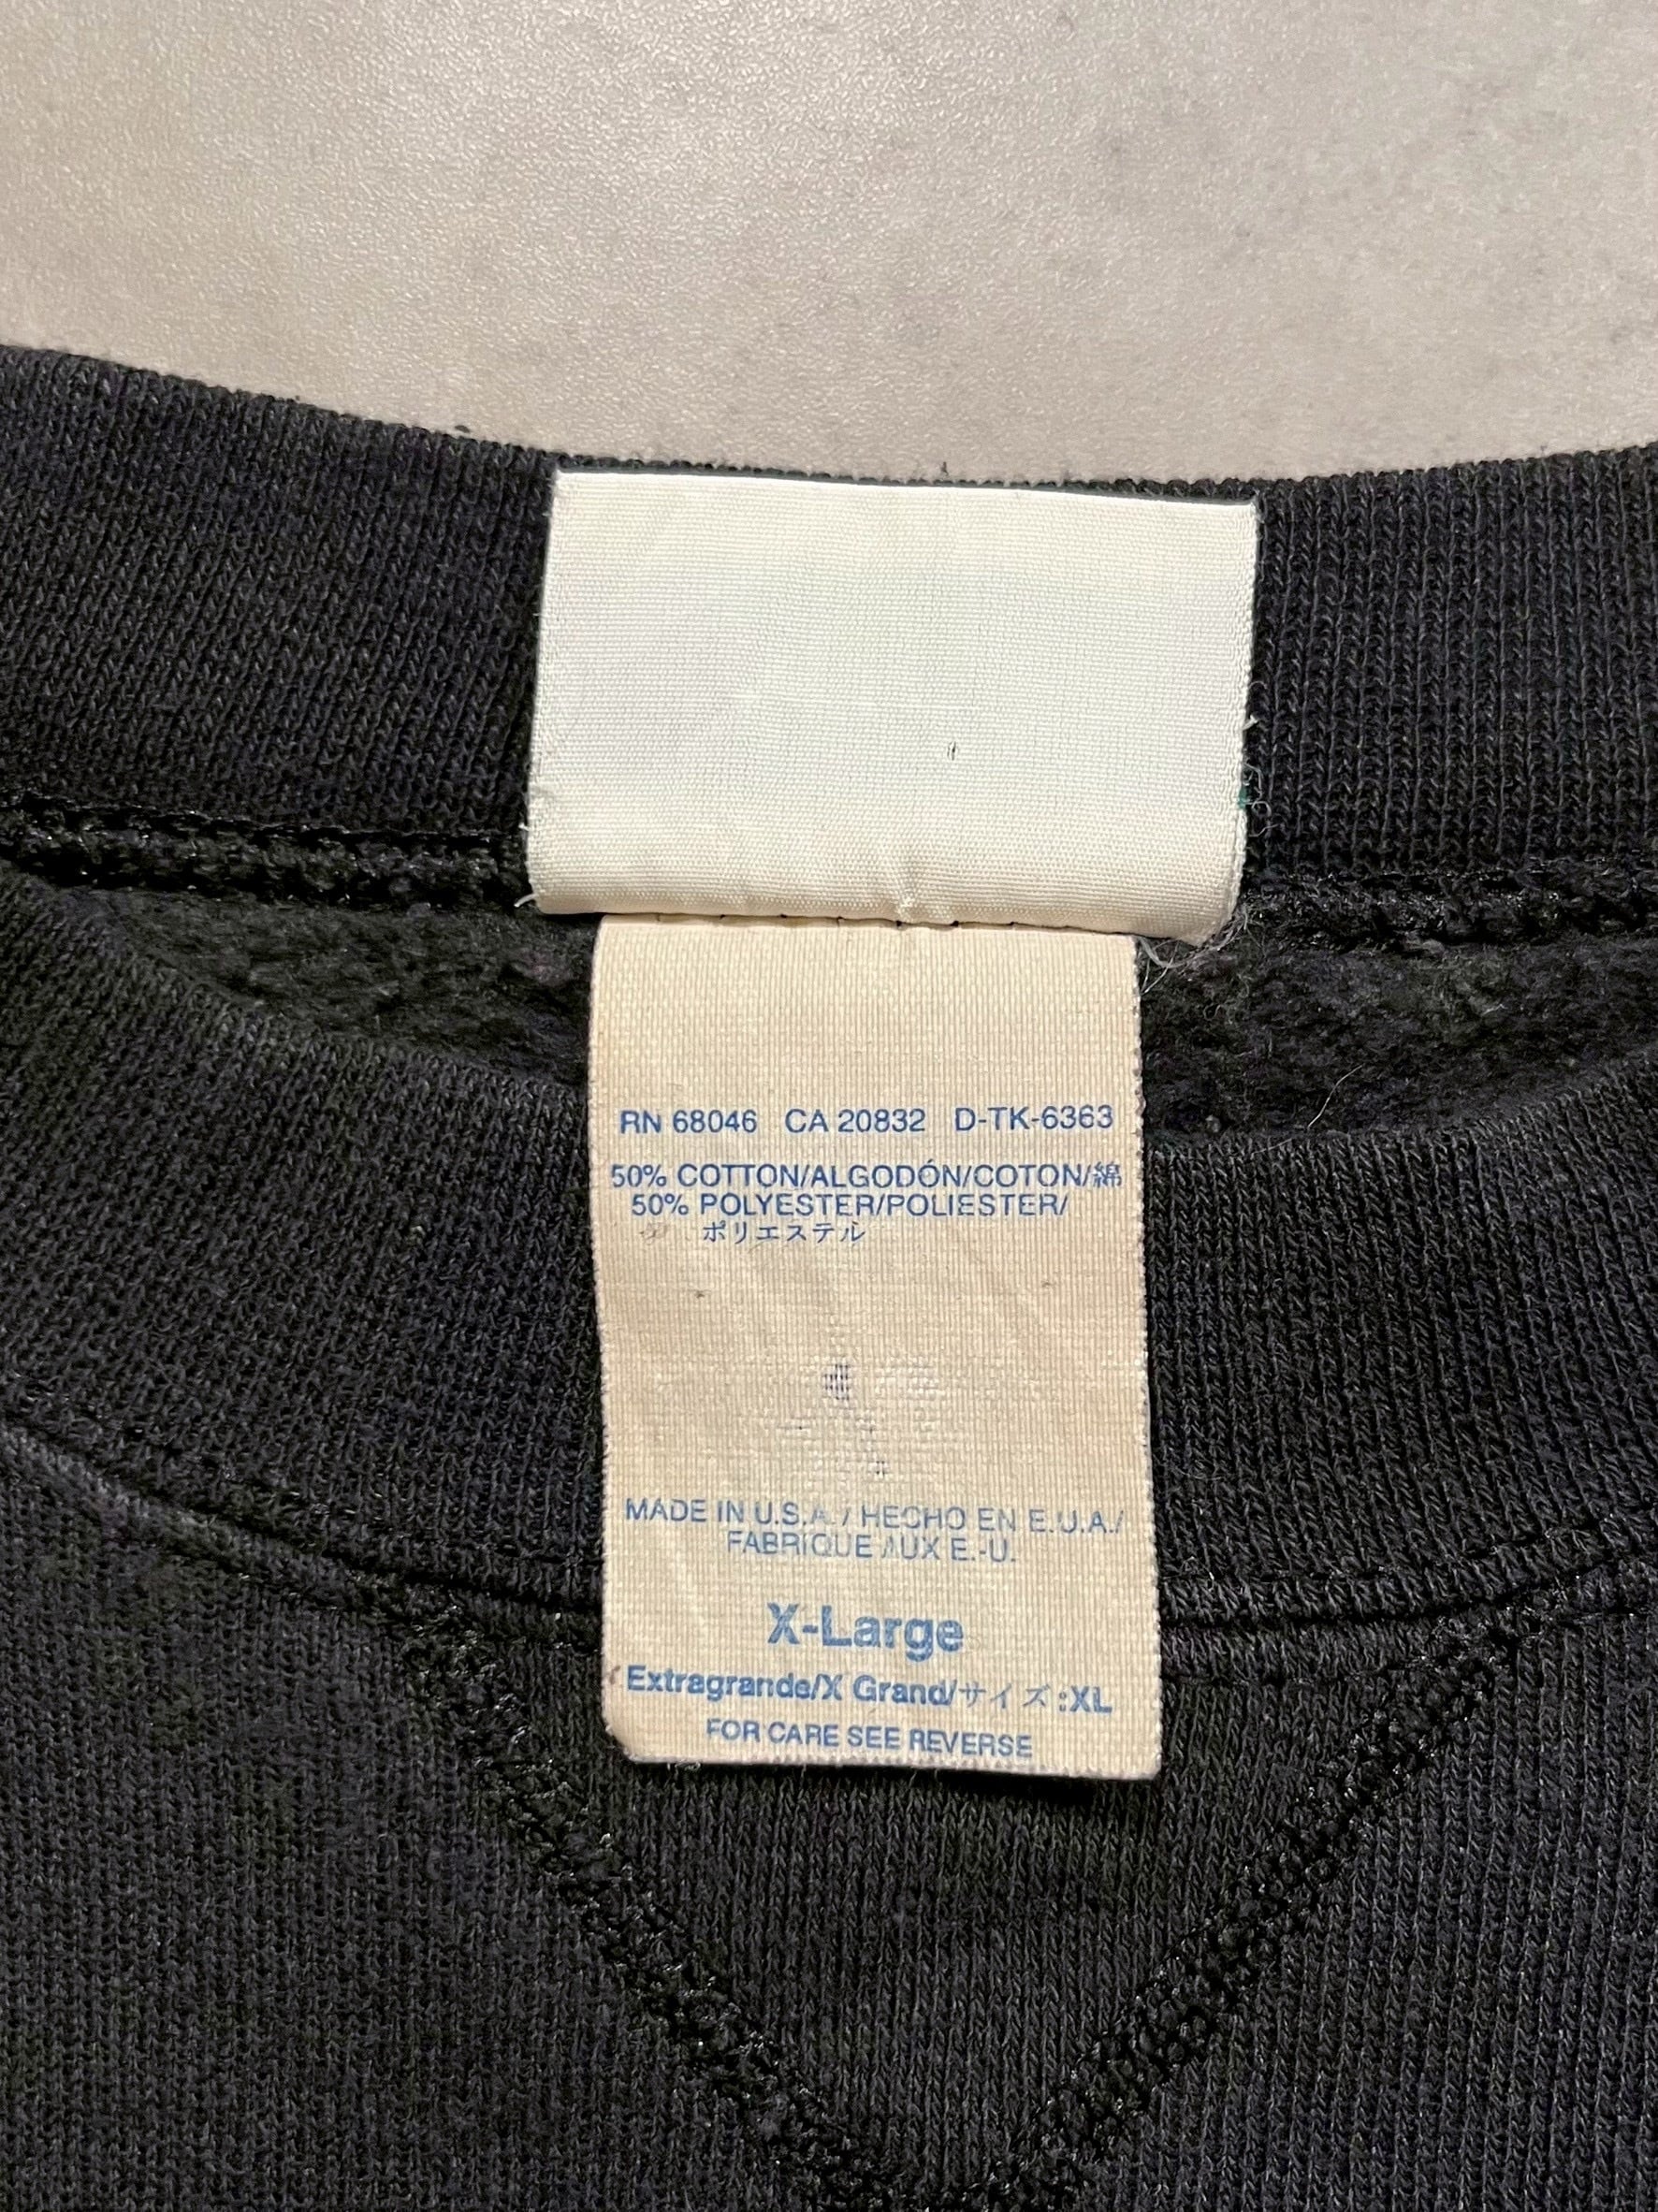 RN 68046 CA 20832 D-TK-6363
50% COTTON/ALGODÓN/COTON/綿
50% POLYESTER/POLIESTER/
ポリエステル
MADE IN U.S.A./HECHO EN E.U.A./
FABRIQUE AUX E.-U.
X-Large
Extragrande/X Grand/サイズ:XL
FOR CARE SEE REVERSE